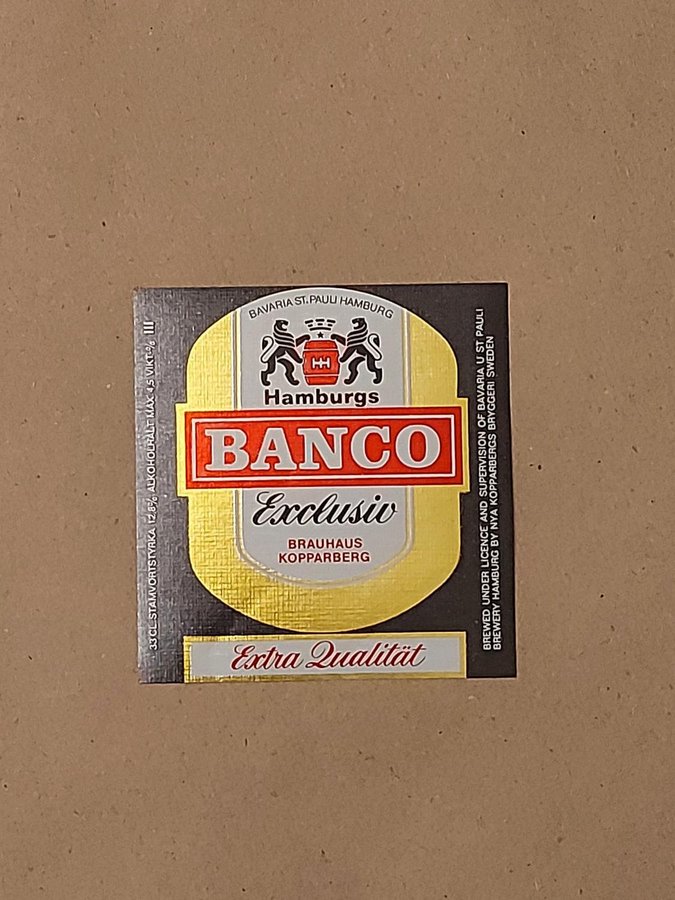 BAVARIA ST. PAULI HAMBURG
HH
Hamburgs
BANCO
Exclusiv
BRAUHAUS
KOPPARBERG
Extra Qualität
33 CL. STAMVÖRTSTYRKA 12,8% ALKOHOLHALT MAX. 4,5 VIKT-% III
BREWED UNDER LICENCE AND SUPERVISION OF BAVARIA U ST PAULI
BREWERY HAMBURG BY NYA KOPPARBERGS BRYGGERI SWEDEN